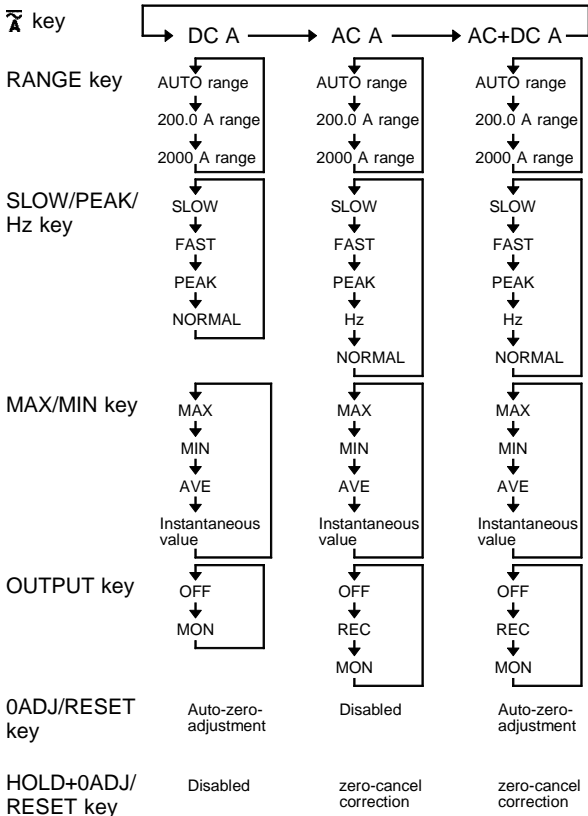 A key
DC A AC A AC+DC A
RANGE key
AUTO range AUTO range AUTO range
200.0 A range 200.0 A range 200.0 A range
2000 A range 2000 A range 2000 A range
SLOW/PEAK/
Hz key
SLOW SLOW SLOW
FAST FAST FAST
PEAK PEAK PEAK
NORMAL Hz Hz
NORMAL NORMAL
MAX/MIN key
MAX MAX MAX
MIN MIN MIN
AVE AVE AVE
Instantaneous Instantaneous Instantaneous
value value value
OUTPUT key
OFF OFF OFF
MON REC REC
MON MON
0ADJ/RESET
key
Auto-zero- Disabled Auto-zero-
adjustment adjustment
HOLD+0ADJ/
RESET key
Disabled zero-cancel zero-cancel
correction correction